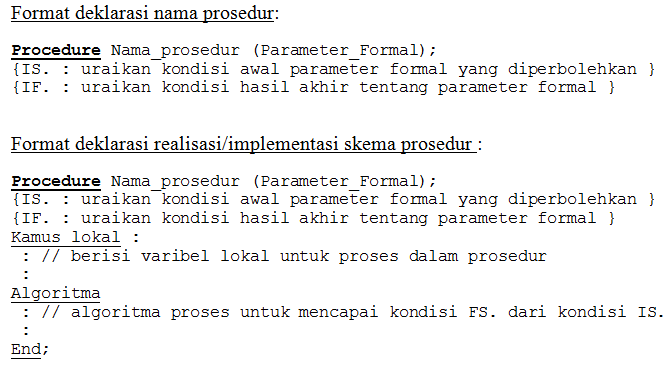 Format deklarasi nama prosedur:
Procedure Nama_prosedur (Parameter_Formal);
{IS. : uraikan kondisi awal parameter formal yang diperbolehkan }
{IF. : uraikan kondisi hasil akhir tentang parameter formal }
Format deklarasi realisasi/implementasi skema prosedur :
Procedure Nama_prosedur (Parameter_Formal);
{IS. : uraikan kondisi awal parameter formal yang diperbolehkan }
{IF. : uraikan kondisi hasil akhir tentang parameter formal }
Kamus lokal :
: // berisi varibel lokal untuk proses dalam prosedur
:
Algoritma
: // algoritma proses untuk mencapai kondisi FS. dari kondisi IS.
:
End;